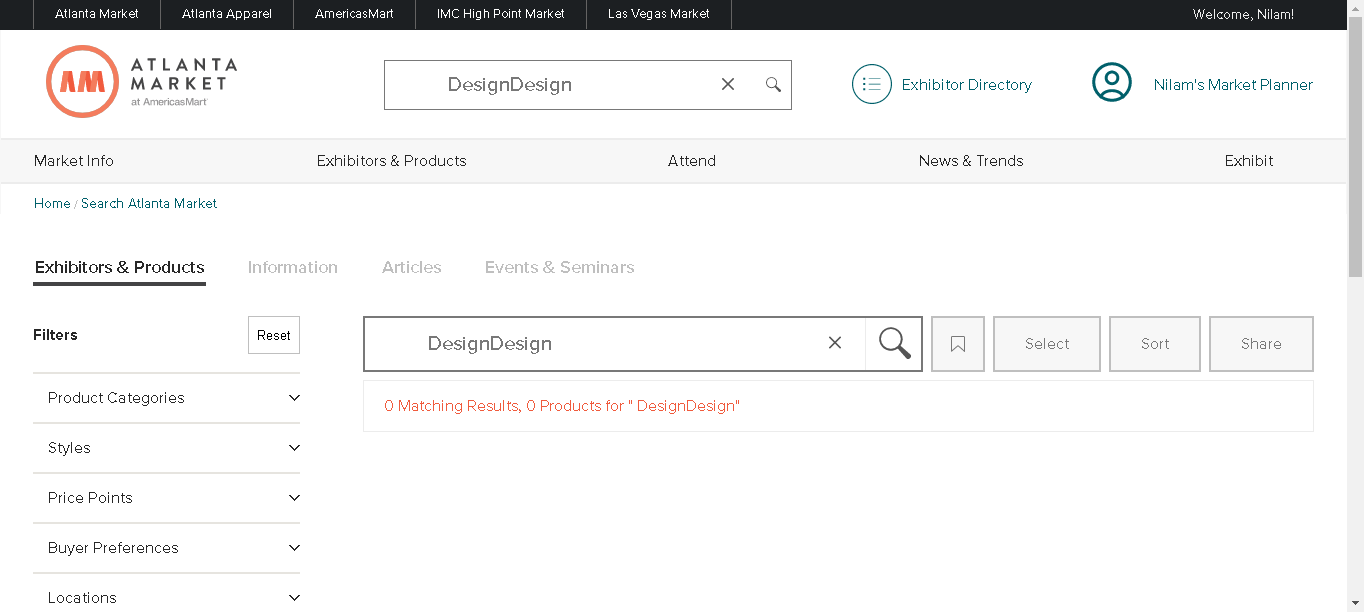 Atlanta Market Atlanta Apparel AmericasMart IMC High Point Market Las Vegas Market Welcome, Nilam!
AM ATLANTA MARKET at AmericasMart
DesignDesign
Exhibitor Directory
Nilam's Market Planner
Market Info Exhibitors & Products Attend News & Trends Exhibit
Home / Search Atlanta Market
Exhibitors & Products Information Articles Events & Seminars
Filters Reset
DesignDesign Select Sort Share
0 Matching Results, 0 Products for " DesignDesign"
Product Categories
Styles
Price Points
Buyer Preferences
Locations